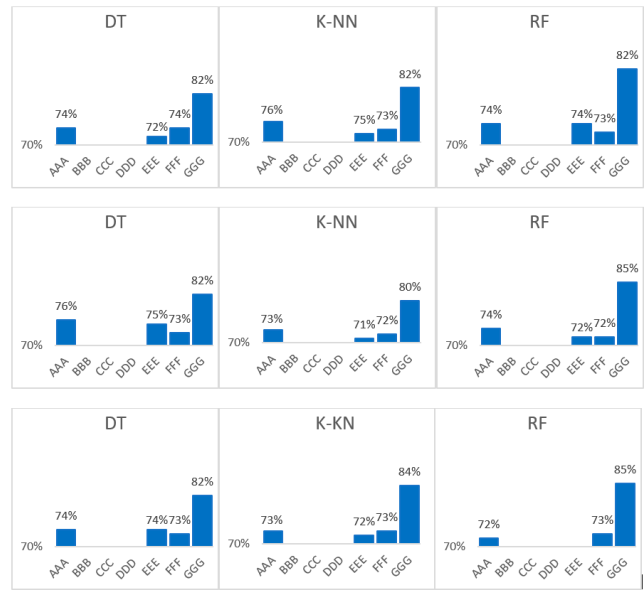 DT
82%
74%
72%
74%
70%
AAA BBB CCC DDD EEE FFF GGG
K-NN
82%
76%
75%
73%
70%
AAA BBB CCC DDD EEE FFF GGG
RF
82%
74%
74%
73%
70%
AAA BBB CCC DDD EEE FFF GGG
DT
82%
76%
75%
73%
70%
AAA BBB CCC DDD EEE FFF GGG
K-NN
80%
73%
71%
72%
70%
AAA BBB CCC DDD EEE FFF GGG
RF
85%
74%
72%
72%
70%
AAA BBB CCC DDD EEE FFF GGG
DT
82%
74%
74%
73%
70%
AAA BBB CCC DDD EEE FFF GGG
K-KN
84%
73%
72%
73%
70%
AAA BBB CCC DDD EEE FFF GGG
RF
85%
72%
73%
70%
AAA BBB CCC DDD EEE FFF GGG